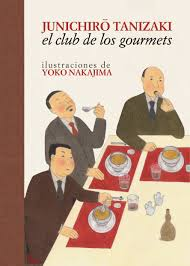 JUNICHIRŌ TANIZAKI
el club de los gourmets
ilustraciones de
YOKO NAKAJIMA